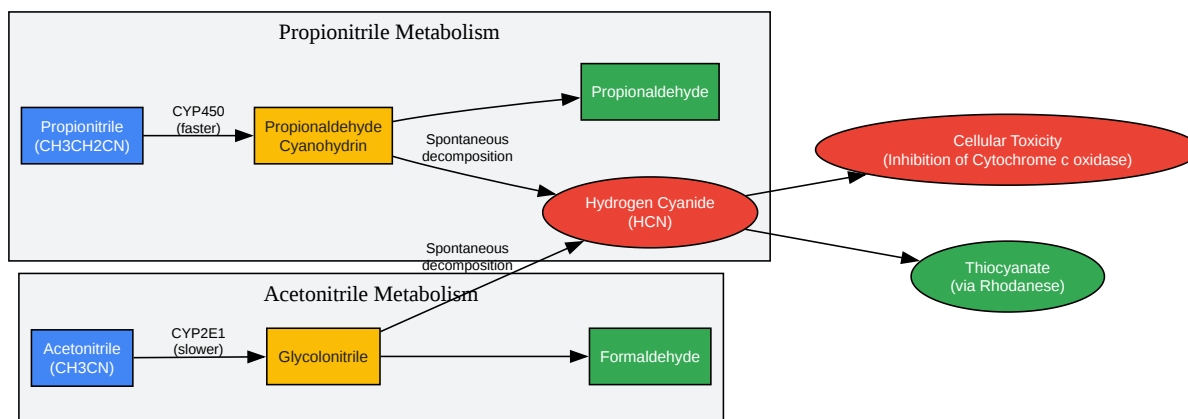 Propionitrile Metabolism
Propionitrile
(CH3CH2CN)
CYP450
(faster)
Propionaldehyde
Cyanohydrin
Propionaldehyde
Spontaneous
decomposition
Hydrogen Cyanide
(HCN)
Cellular Toxicity
(Inhibition of Cytochrome c oxidase)
Thiocyanate
(via Rhodanese)
Spontaneous
decomposition
Acetonitrile Metabolism
Acetonitrile
(CH3CN)
CYP2E1
(slower)
Glycolonitrile
Formaldehyde